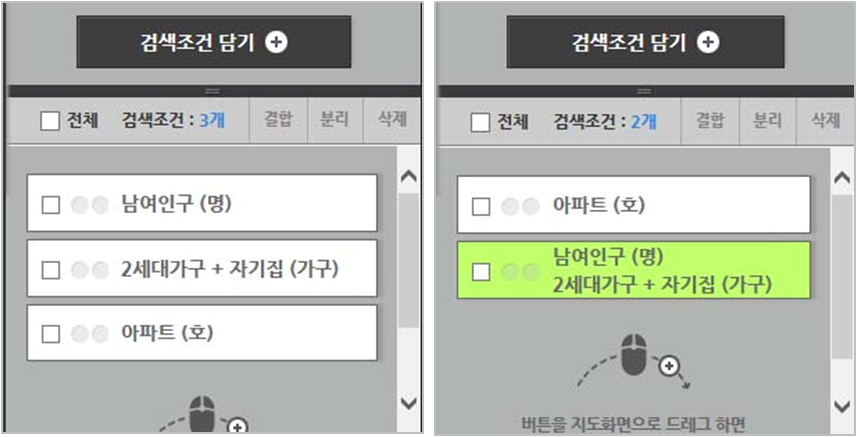 검색조건 담기
전체 검색조건 : 3개 결합 분리 삭제
남여인구 (명)
2세대가구 + 자기집 (가구)
아파트 (호)
검색조건 담기
전체 검색조건 : 2개 결합 분리 삭제
아파트 (호)
남여인구 (명)
2세대가구 + 자기집 (가구)
버튼을 지도화면으로 드레그 하면